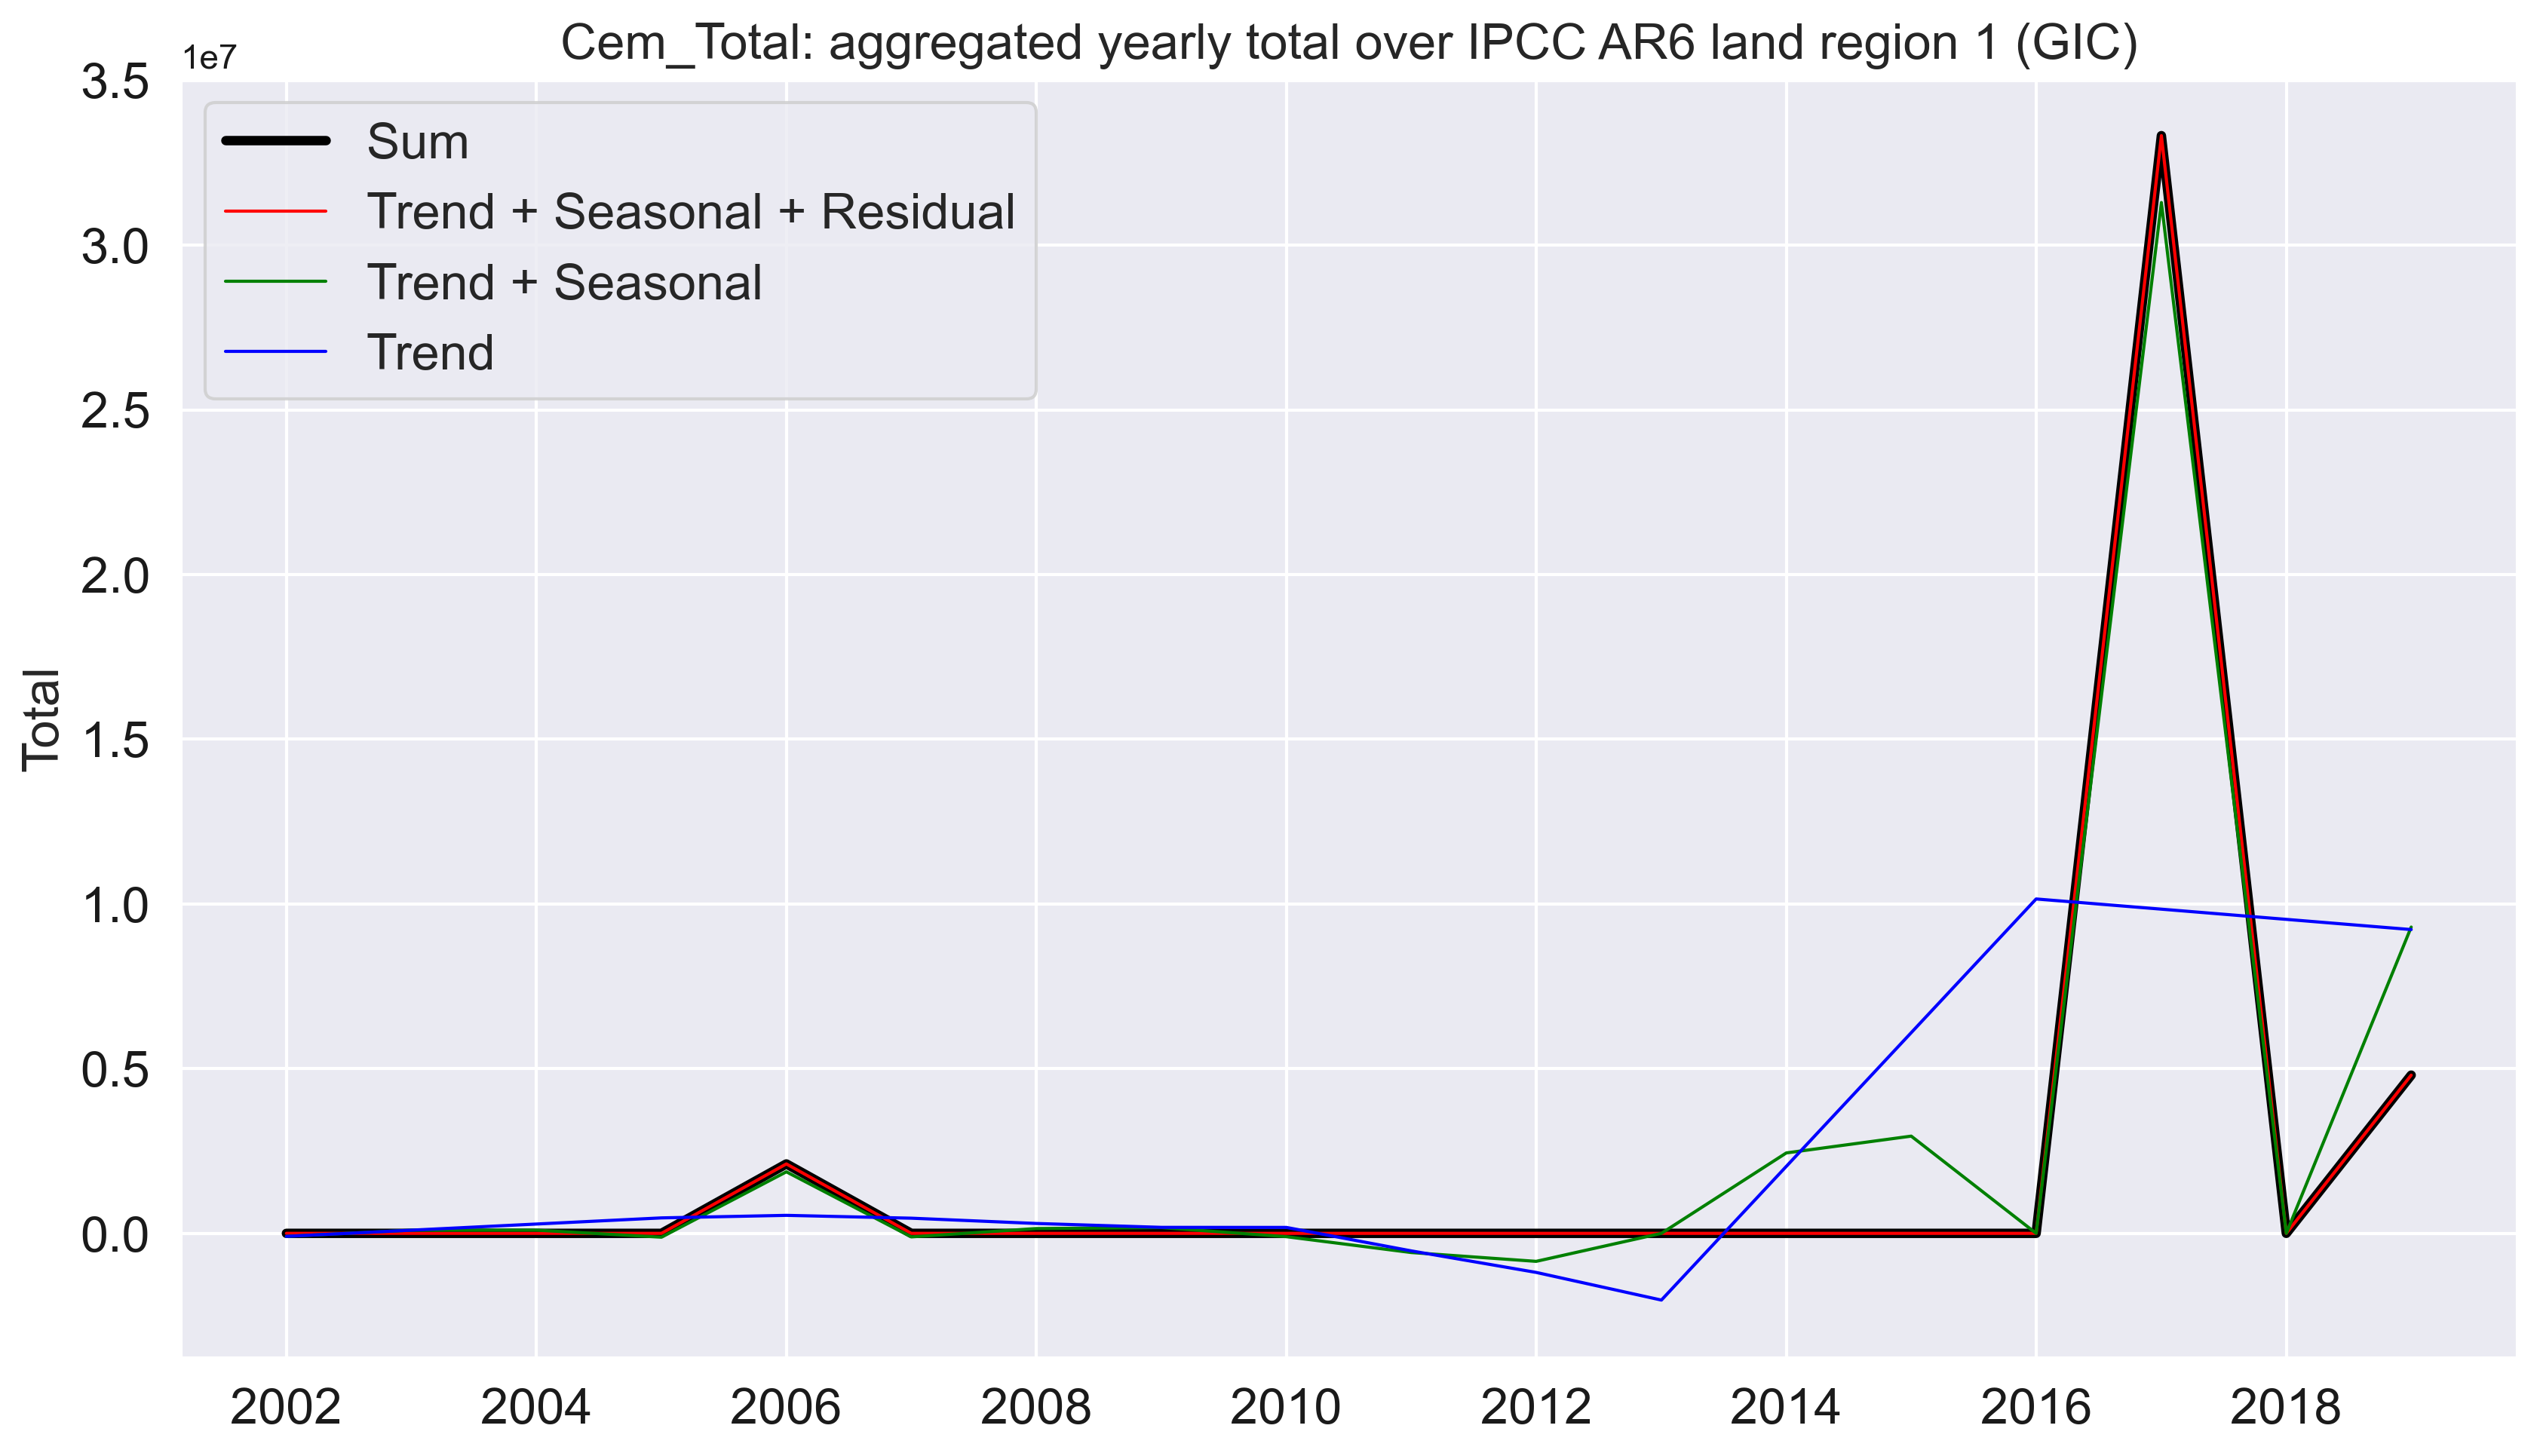 Cem_Total: aggregated yearly total over IPCC AR6 land region 1 (GIC)
1e7
3.5
3.0
2.5
2.0
1.5
1.0
0.5
0.0
Total
Sum
Trend + Seasonal + Residual
Trend + Seasonal
Trend
2002 2004 2006 2008 2010 2012 2014 2016 2018